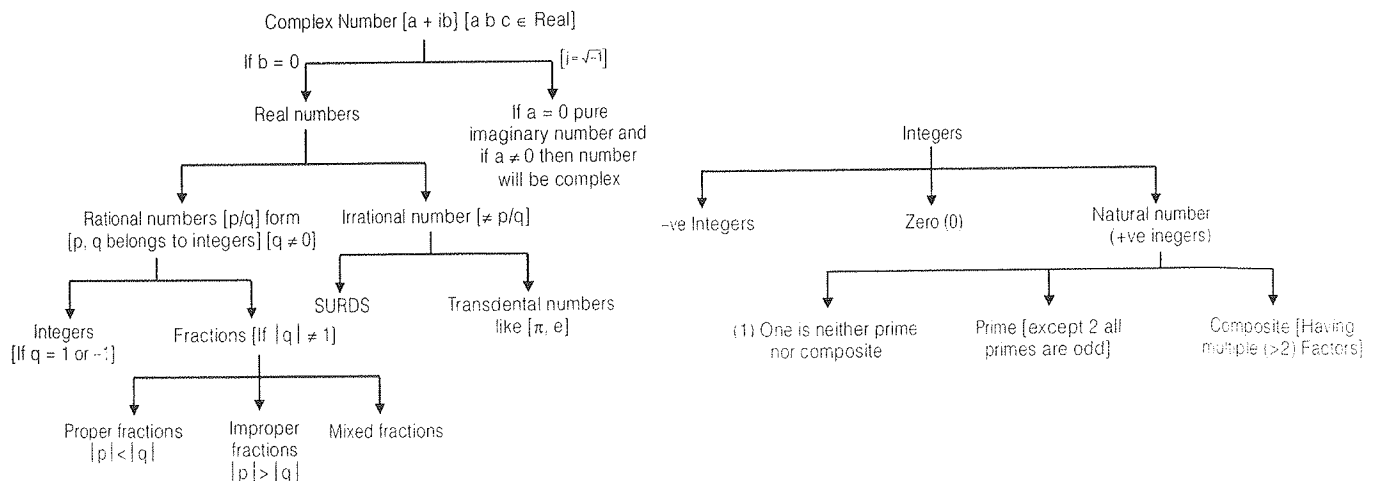 Complex Number [a + ib] [a b c ∈ Real]
If b = 0
[i=√-1]
Real numbers
If a = 0 pure
imaginary number and
if a ≠ 0 then number
will be complex
Rational numbers [p/q] form
[p, q belongs to integers] [q ≠ 0]
Irrational number [≠ p/q]
Integers
[If q = 1 or -1]
Fractions [If |q| ≠ 1]
SURDS
Transdental numbers
like [π, e]
Proper fractions
|p|<|q|
Improper
fractions
|p|>|q|
Mixed fractions
Integers
-ve Integers
Zero (0)
Natural number
(+ve inegers)
(1) One is neither prime
nor composite
Prime [except 2 all
primes are odd]
Composite [Having
multiple (>2) Factors]